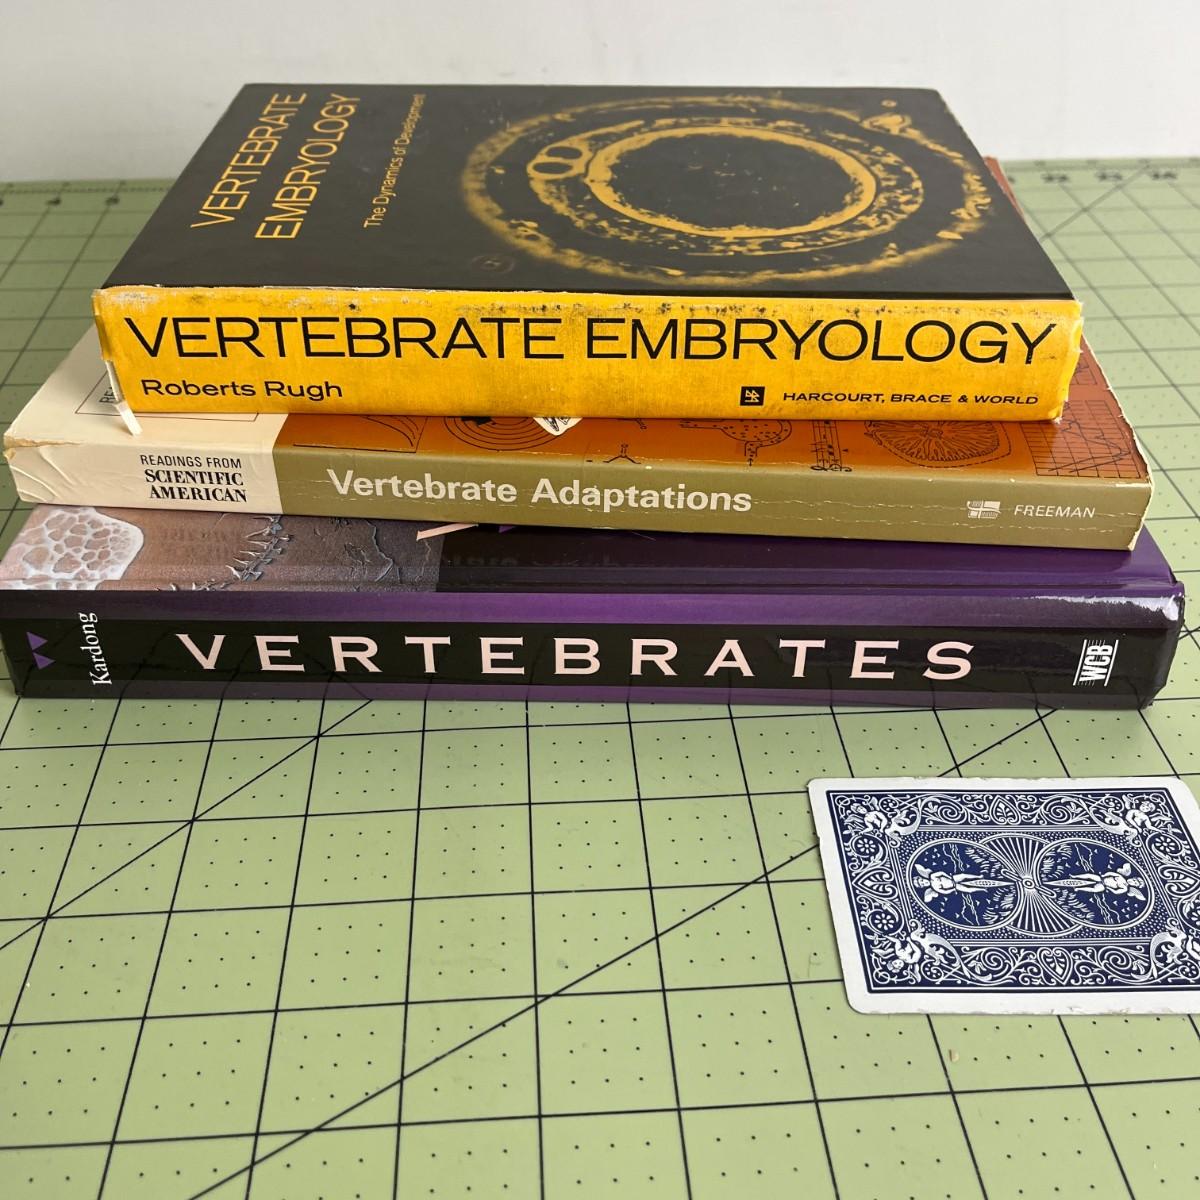 VERTEBRATE
EMBRYOLOGY
The Dynamics of Development
VERTEBRATE EMBRYOLOGY
Roberts Rugh
HARCOURT, BRACE & WORLD
READINGS FROM
SCIENTIFIC
AMERICAN
Vertebrate Adaptations
FREEMAN
Kardong
VERTEBRATES
WCB